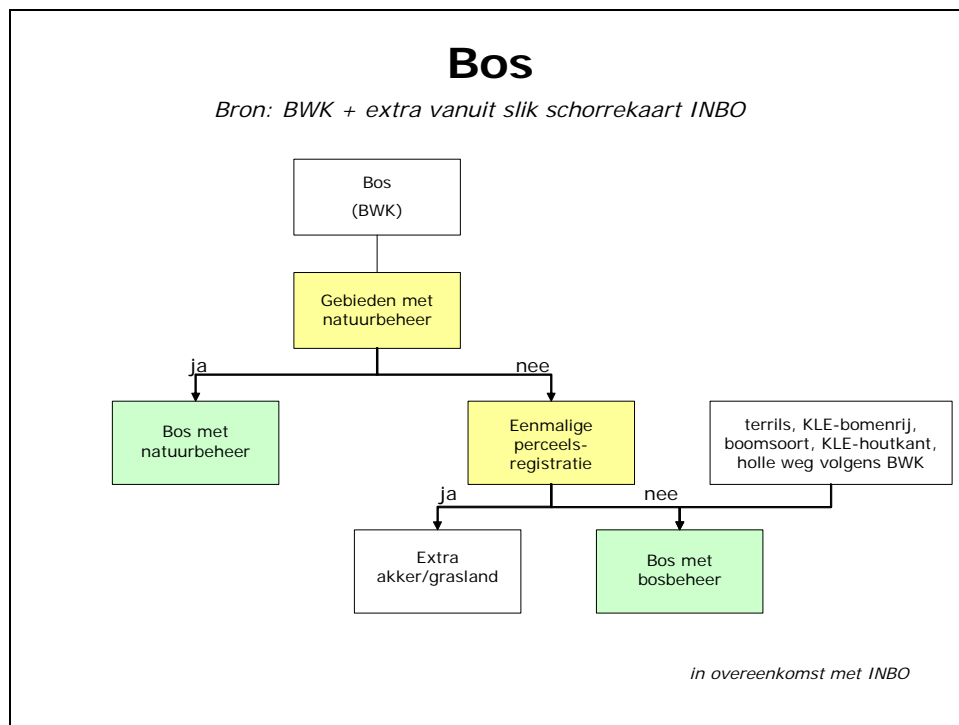 Bos
Bron: BWK + extra vanuit slik schorrekaart INBO
Bos
(BWK)
Gebieden met
natuurbeheer
ja
nee
Bos met
natuurbeheer
Eenmalige
perceels-
registratie
terrils, KLE-bomenrij,
boomsoort, KLE-houtkant,
holle weg volgens BWK
ja
nee
Extra
akker/grasland
Bos met
bosbeheer
in overeenkomst met INBO